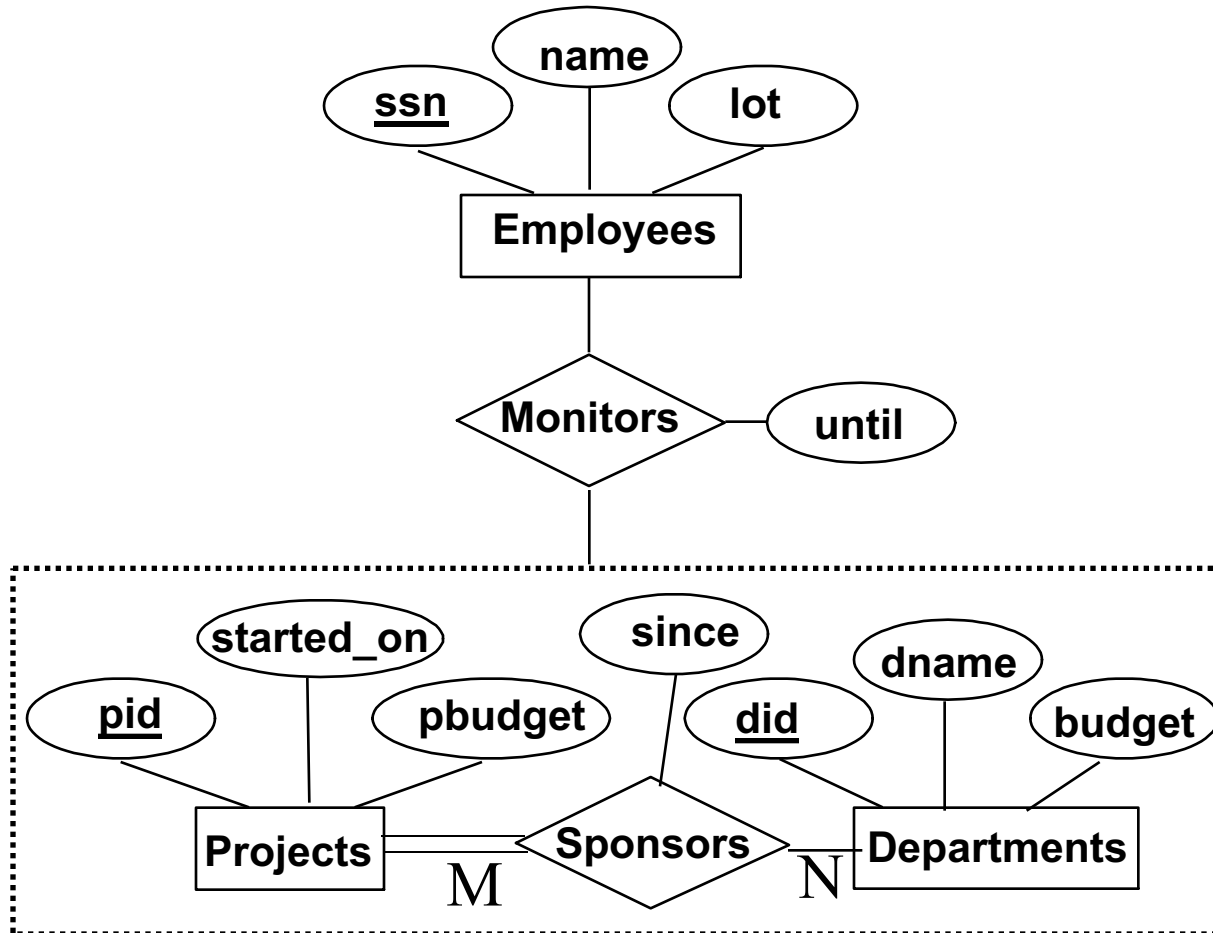 name
ssn
lot
Employees
Monitors
until
started_on
since
dname
pid
pbudget
did
budget
Projects
Sponsors
Departments
M
N